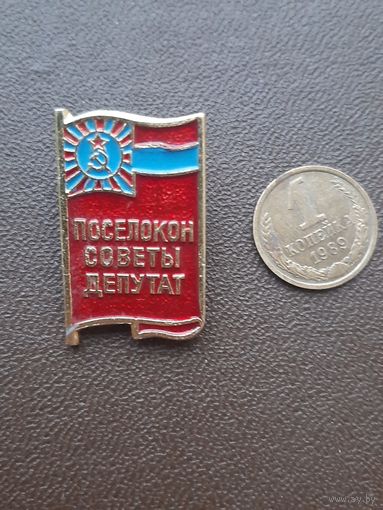 ПОСЕЛОКОН
СОВЕТЫ
ДЕПУТАТ
1
КОПЕЙКА
1989